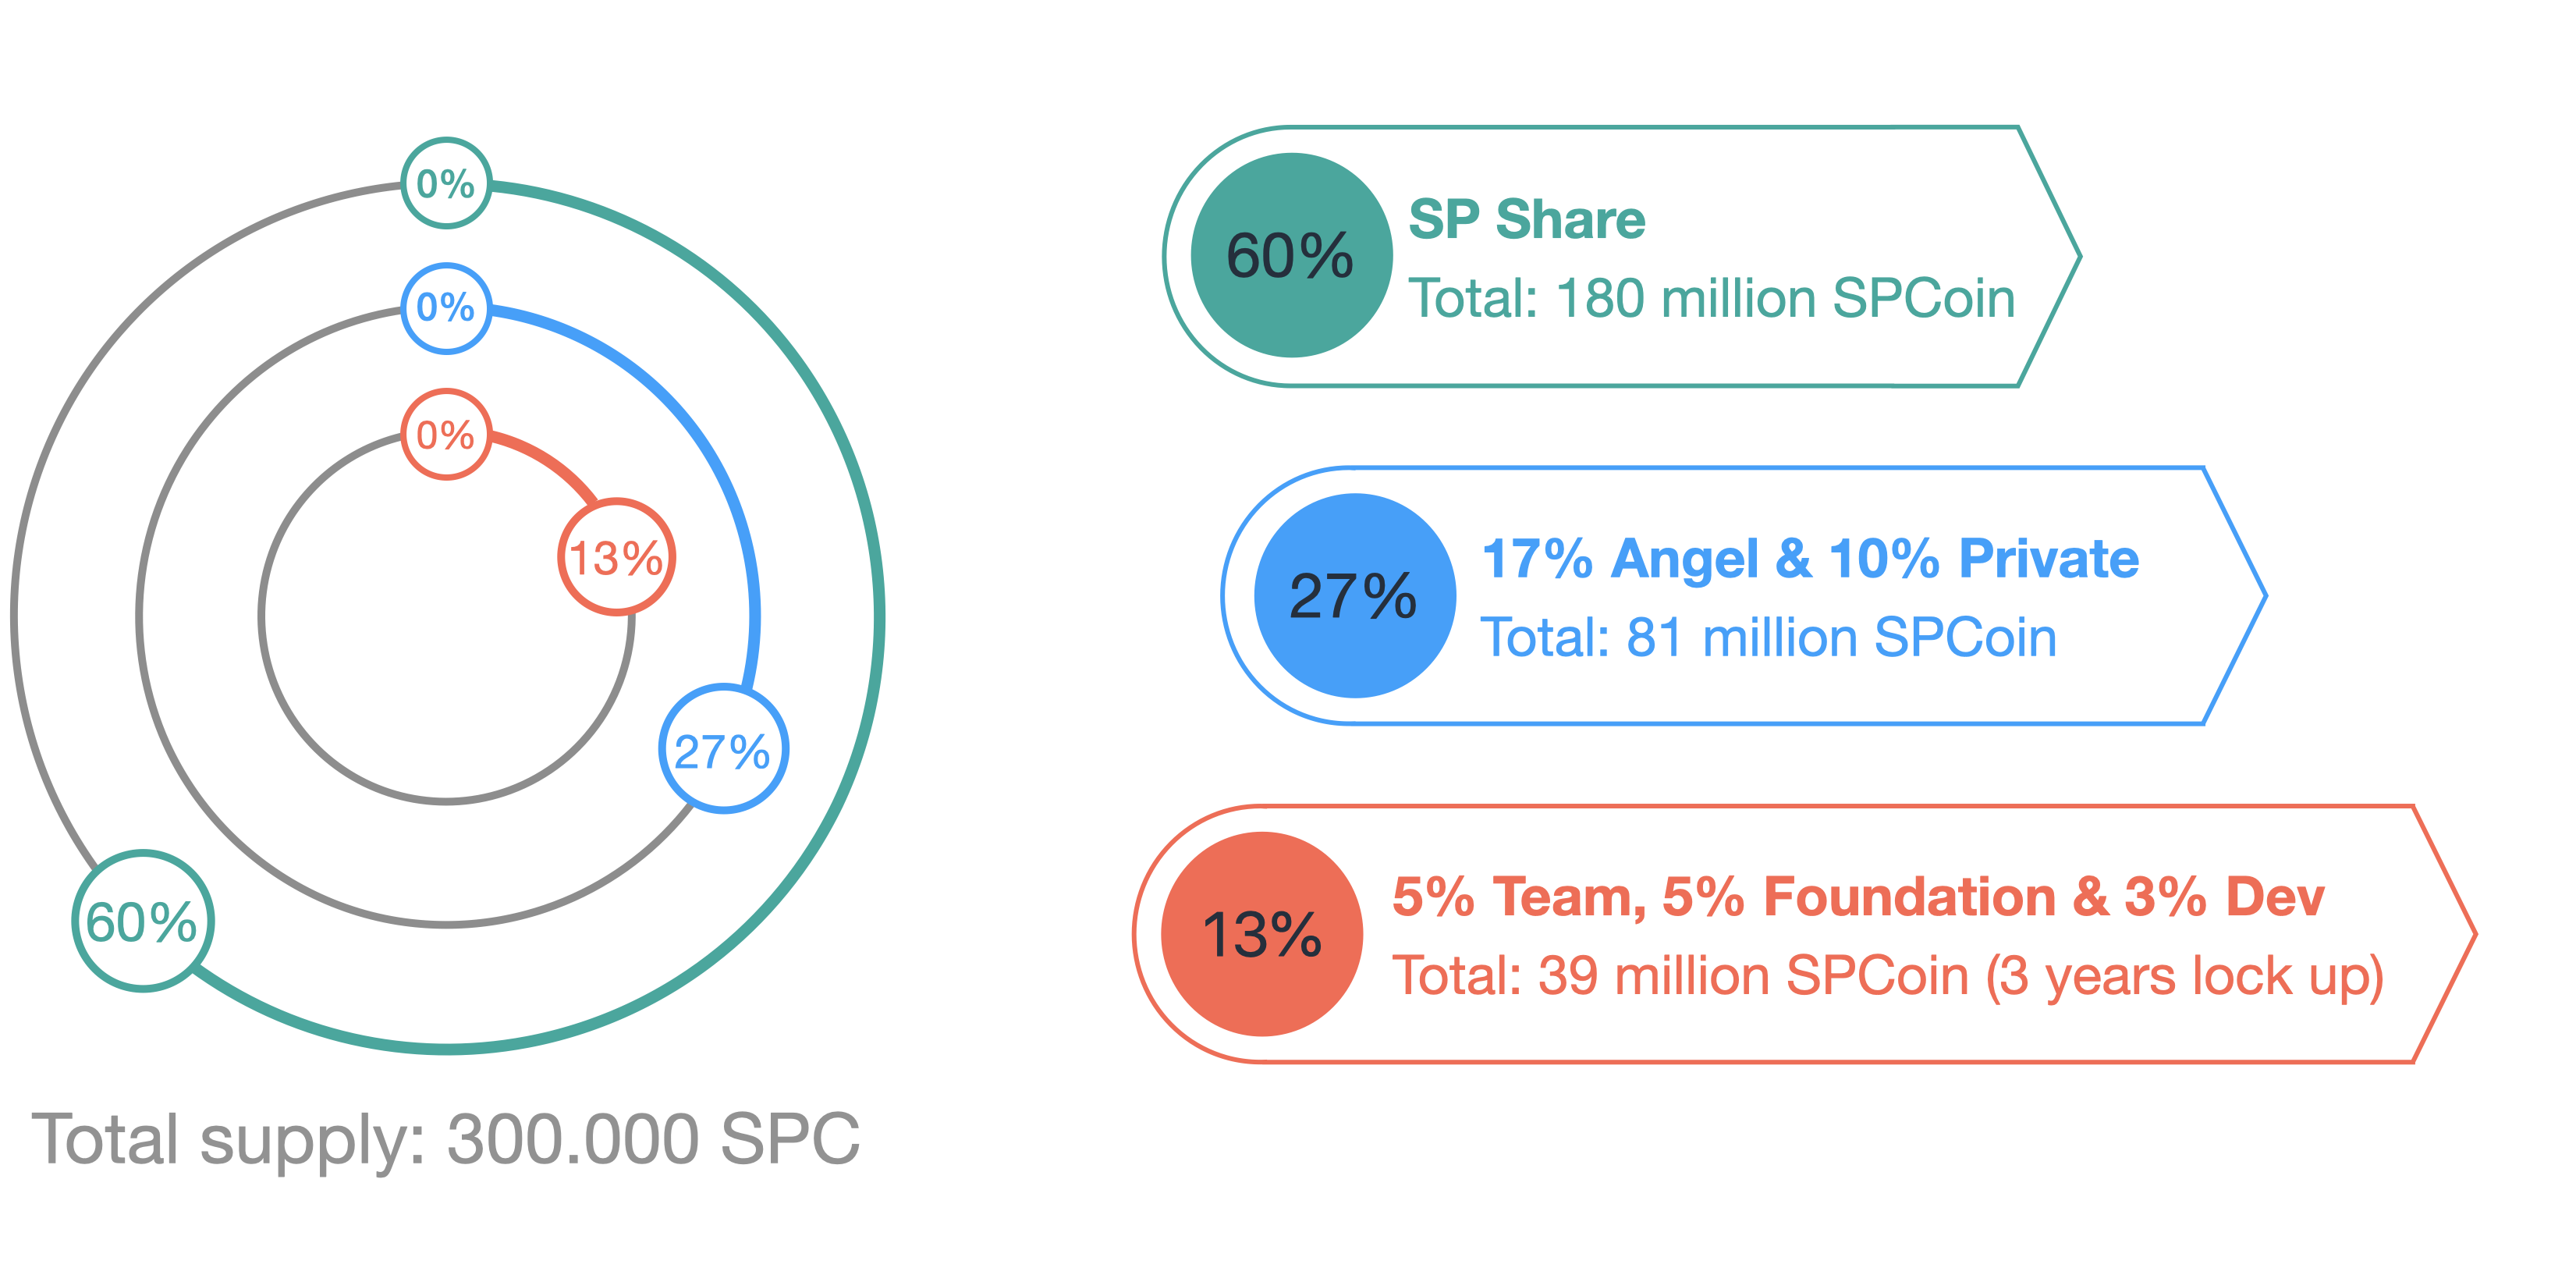 0%
0%
0%
13%
27%
60%
Total supply: 300.000 SPC
60%
SP Share
Total: 180 million SPCoin
27%
17% Angel & 10% Private
Total: 81 million SPCoin
13%
5% Team, 5% Foundation & 3% Dev
Total: 39 million SPCoin (3 years lock up)